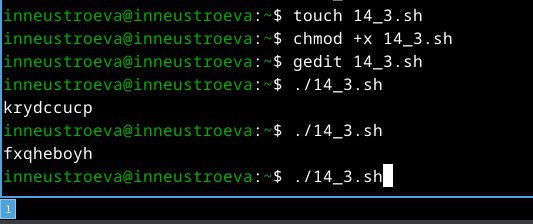 inneustroeva@inneustroeva:~$ touch 14_3.sh
inneustroeva@inneustroeva:~$ chmod +x 14_3.sh
inneustroeva@inneustroeva:~$ gedit 14_3.sh
inneustroeva@inneustroeva:~$ ./14_3.sh
krydccucp
inneustroeva@inneustroeva:~$ ./14_3.sh
fxqheboyh
inneustroeva@inneustroeva:~$ ./14_3.sh
1